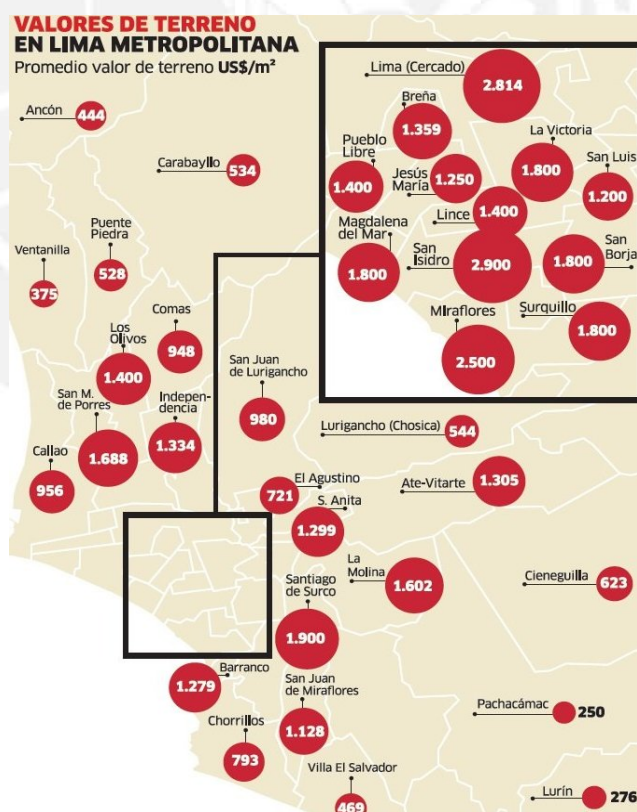 VALORES DE TERRENO
EN LIMA METROPOLITANA
Promedio valor de terreno US$/m²
Ancón
444
Carabayllo
534
Ventanilla
375
Puente
Piedra
528
Comas
948
Los
Olivos
1.400
San M.
de Porres
1.688
Indepen-
dencia
1.334
Callao
956
San Juan
de Lurigancho
980
Lima (Cercado)
2.814
Breña
1.359
Pueblo
Libre
1.400
Jesús
María
1.250
La Victoria
1.800
San Luis
1.200
Lince
1.400
Magdalena
del Mar
1.800
San
Isidro
2.900
San
Borja
1.800
Miraflores
2.500
Surquillo
1.800
Lurigancho (Chosica)
544
El Agustino
721
S. Anita
1.299
Ate-Vitarte
1.305
La
Molina
1.602
Cieneguilla
623
Santiago
de Surco
1.900
Barranco
1.279
San Juan
de Miraflores
1.128
Chorrillos
793
Pachacámac
250
Villa El Salvador
469
Lurín
276